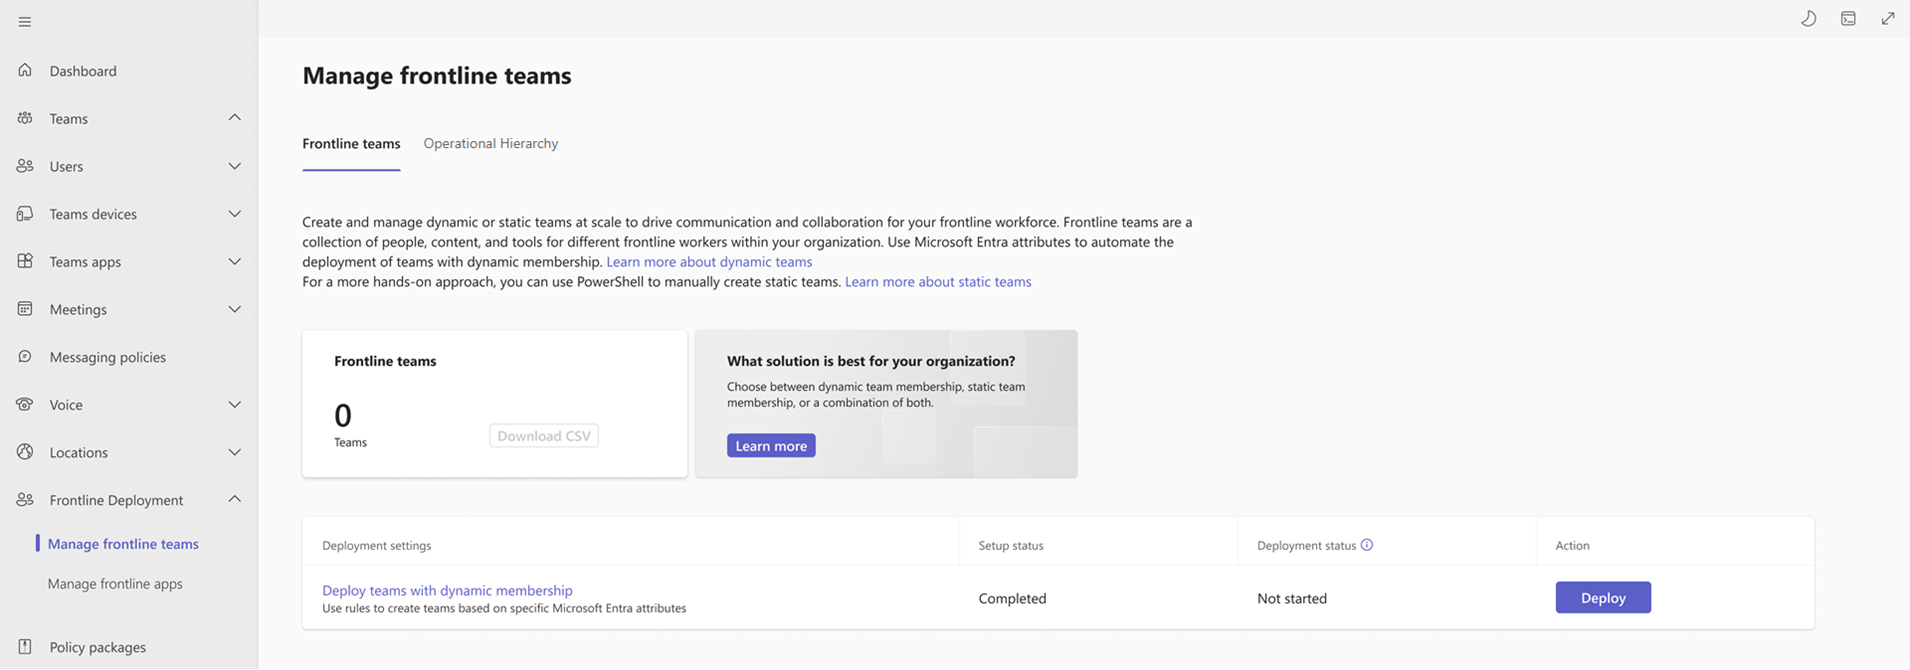 Dashboard
Teams
Users
Teams devices
Teams apps
Meetings
Messaging policies
Voice
Locations
Frontline Deployment
Manage frontline teams
Manage frontline apps
Policy packages
Manage frontline teams
Frontline teams
Operational Hierarchy
Create and manage dynamic or static teams at scale to drive communication and collaboration for your frontline workforce. Frontline teams are a
collection of people, content, and tools for different frontline workers within your organization. Use Microsoft Entra attributes to automate the
deployment of teams with dynamic membership. Learn more about dynamic teams
For a more hands-on approach, you can use PowerShell to manually create static teams. Learn more about static teams
Frontline teams
0
Teams
Download CSV
What solution is best for your organization?
Choose between dynamic team membership, static team
membership, or a combination of both.
Learn more
Deployment settings
Setup status
Deployment status
Action
Deploy teams with dynamic membership
Use rules to create teams based on specific Microsoft Entra attributes
Completed
Not started
Deploy